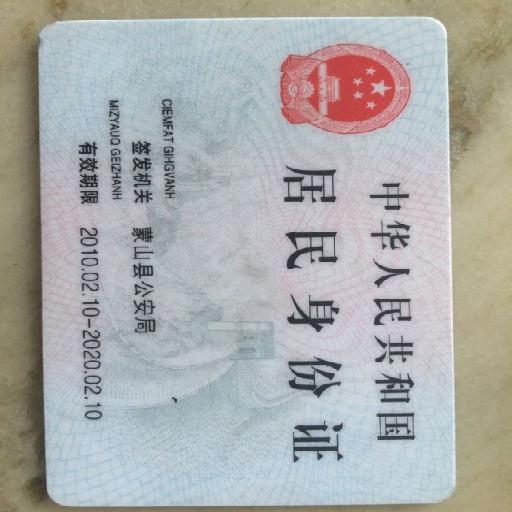 中华人民共和国
居民身份证
CIEMFAT GIHGVANH
签发机关 蒙山县公安局
MIZYAUQ GEIZHANH
有效期限 2010.02.10-2020.02.10